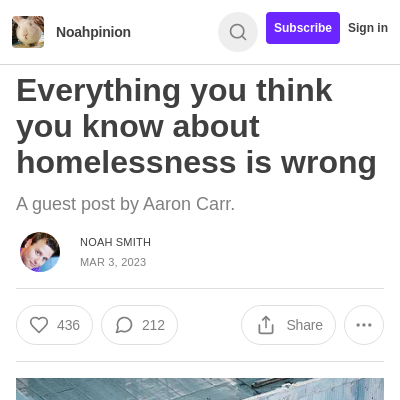 Noahpinion
Subscribe
Sign in
Everything you think
you know about
homelessness is wrong
A guest post by Aaron Carr.
NOAH SMITH
MAR 3, 2023
436
212
Share